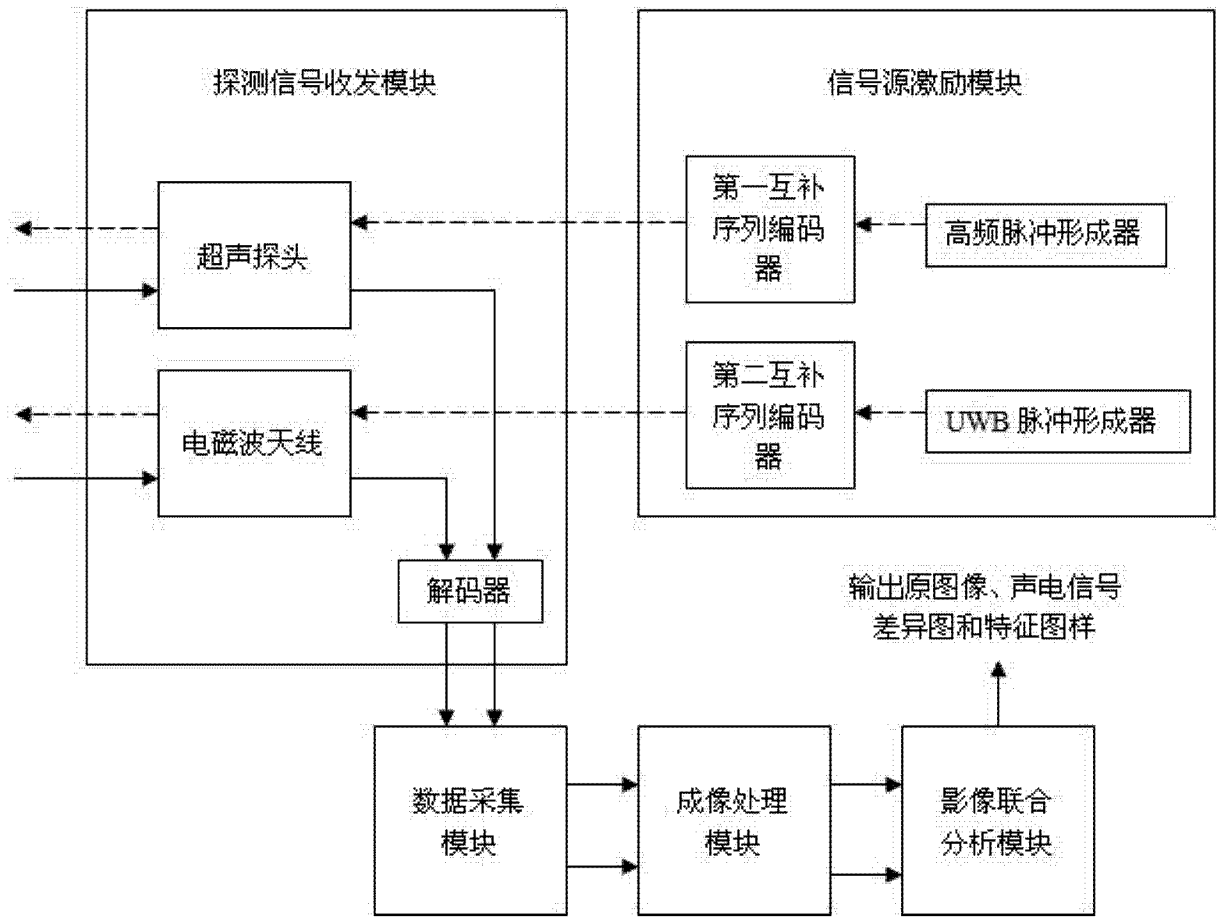 探测信号收发模块
信号源激励模块
超声探头
第一互补
序列编码
器
高频脉冲形成器
电磁波天线
第二互补
序列编码
器
UWB 脉冲形成器
解码器
输出原图像、声电信号
差异图和特征图样
数据采集
模块
成像处理
模块
影像联合
分析模块